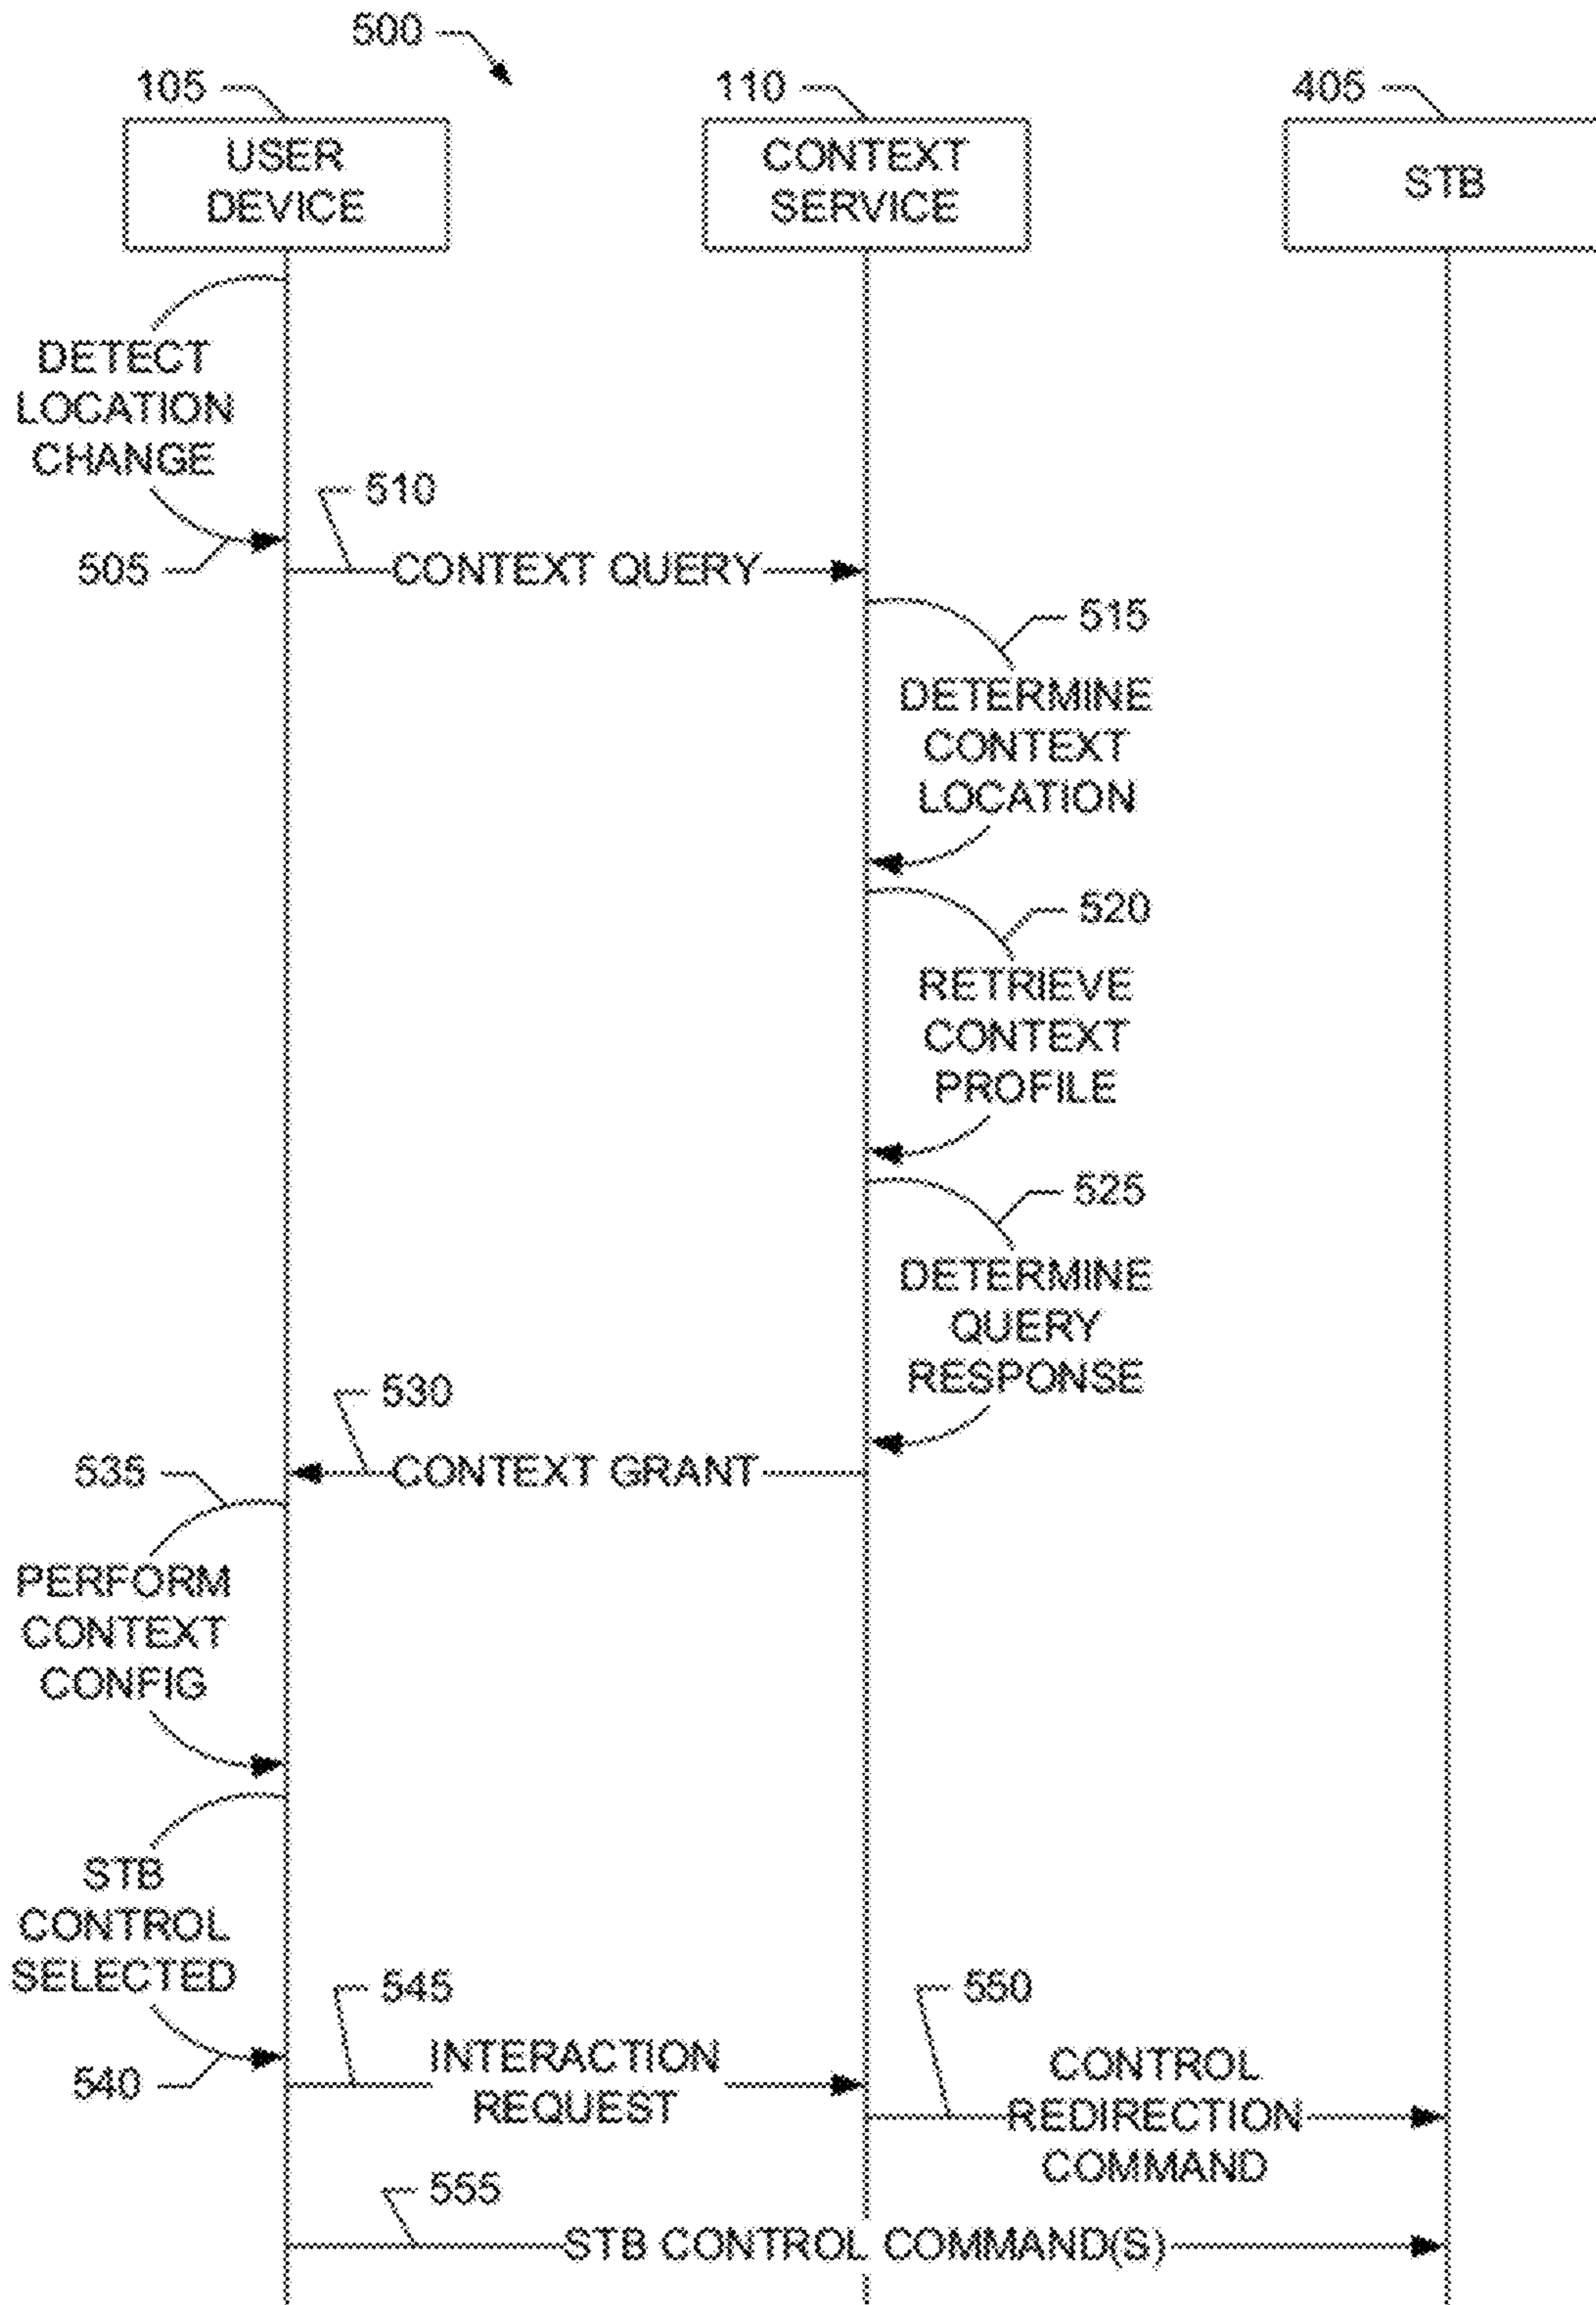 500
105
110
405
USER
DEVICE
CONTEXT
SERVICE
STB
DETECT
LOCATION
CHANGE
505
510
CONTEXT QUERY
515
DETERMINE
CONTEXT
LOCATION
520
RETRIEVE
CONTEXT
PROFILE
525
DETERMINE
QUERY
RESPONSE
530
CONTEXT GRANT
535
PERFORM
CONTEXT
CONFIG
STB
CONTROL
SELECTED
540
545
INTERACTION
REQUEST
550
CONTROL
REDIRECTION
COMMAND
555
STB CONTROL COMMAND(S)